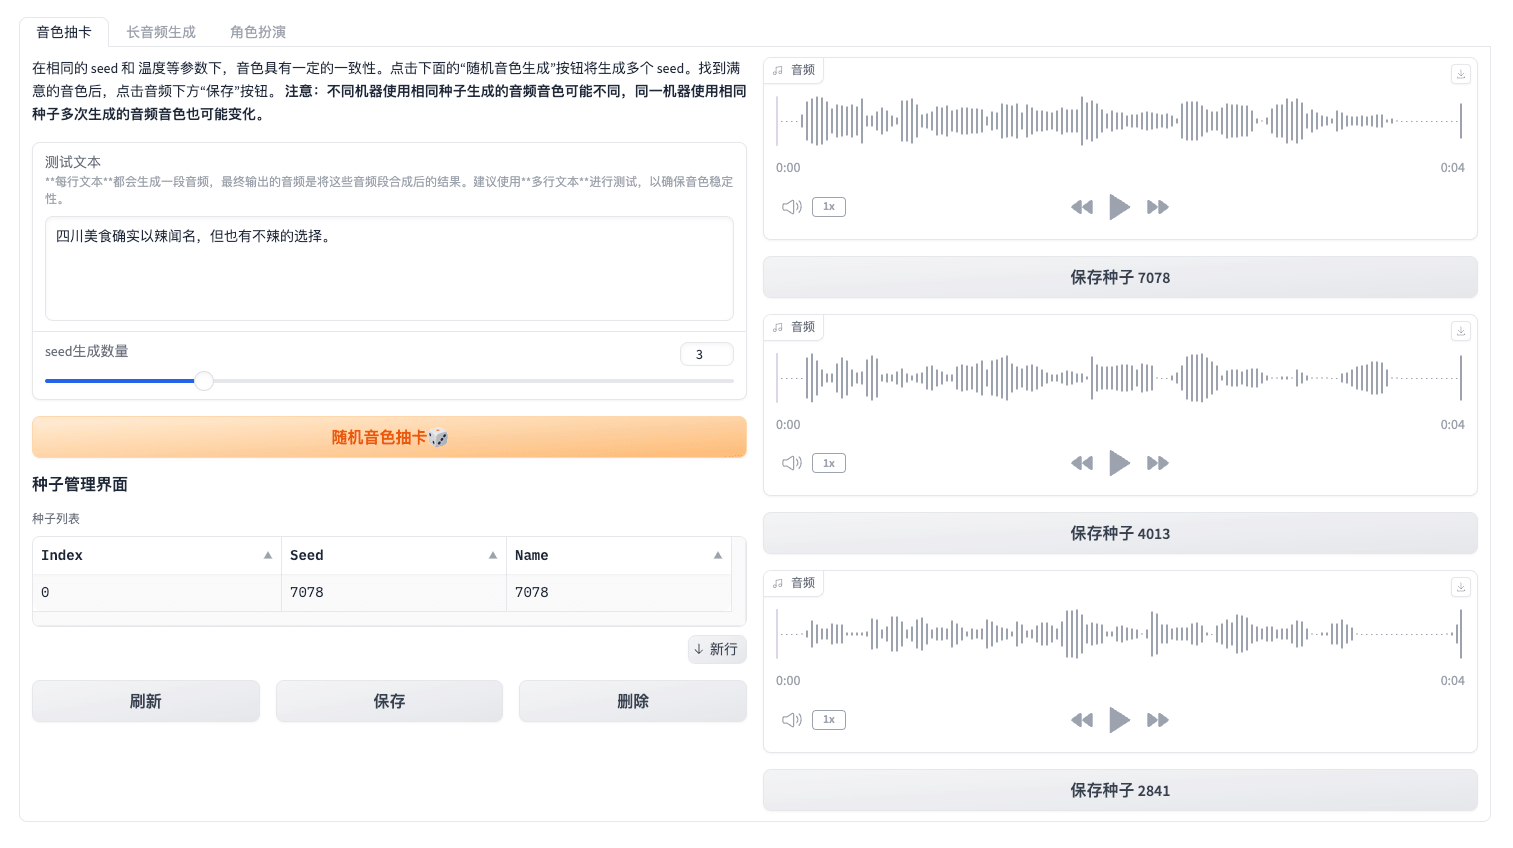 音色抽卡
长音频生成
角色扮演
在相同的 seed 和 温度等参数下，音色具有一定的一致性。点击下面的“随机音色生成”按钮将生成多个 seed。找到满
意的音色后，点击音频下方“保存”按钮。 注意：不同机器使用相同种子生成的音频音色可能不同，同一机器使用相同
种子多次生成的音频音色也可能变化。
测试文本
**每行文本**都会生成一段音频，最终输出的音频是将这些音频段合成后的结果。建议使用**多行文本**进行测试，以确保音色稳定
性。
四川美食确实以辣闻名，但也有不辣的选择。
seed生成数量
3
随机音色抽卡🎲
种子管理界面
种子列表
Index Seed Name
0 7078 7078
↓ 新行
刷新
保存
删除
音频
0:00 0:04
1x
保存种子 7078
音频
0:00 0:04
1x
保存种子 4013
音频
0:00 0:04
1x
保存种子 2841